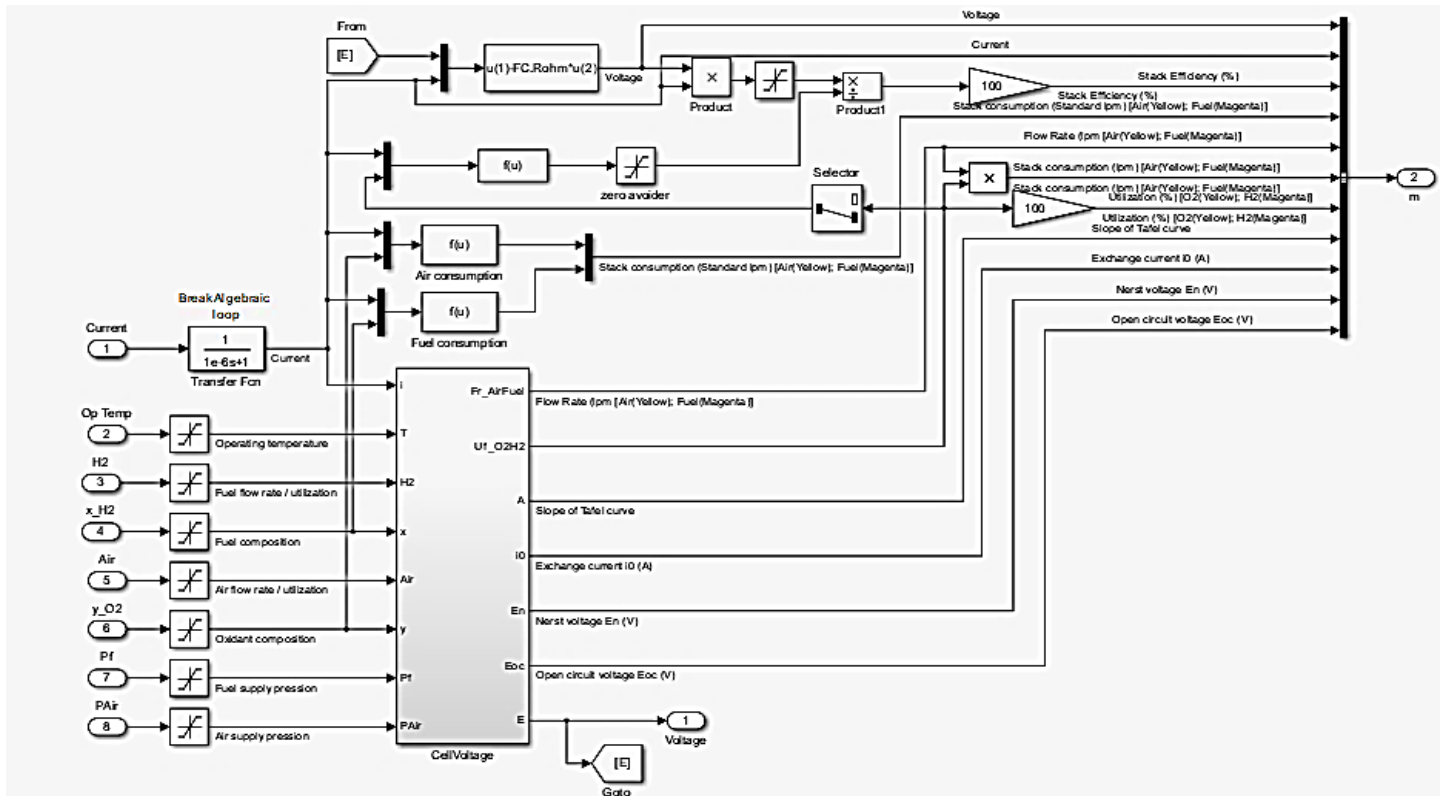 Voltage
From
[E]
u(1)-FC.Rohm*u(2)
Voltage
Current
×
Product
×
÷
Product1
100
Stack Efficiency (%)
Stack Efficiency (%)
Stack consumption (Standard lpm) [Air(Yellow); Fuel(Magenta)]
Flow Rate (lpm [Air(Yellow); Fuel(Magenta)]
f(u)
zero avoider
Selector
×
Stack consumption (lpm) [Air(Yellow); Fuel(Magenta)]
Stack consumption (lpm) [Air(Yellow); Fuel(Magenta)]
2
m
100
Utilization (%) [O2(Yellow); H2(Magenta)]
Utilization (%) [O2(Yellow); H2(Magenta)]
Slope of Tafel curve
f(u)
Air consumption
Stack consumption (Standard lpm) [Air(Yellow); Fuel(Magenta)]
Exchange current i0 (A)
Nerst voltage En (V)
f(u)
Fuel consumption
Open circuit voltage Eoc (V)
Break Algebraic
loop
Current
1
1
1e-6s+1
Current
Transfer Fcn
i
Fr_AirFuel
Flow Rate (lpm [Air(Yellow); Fuel(Magenta)]
Op Temp
2
Operating temperature
T
Uf_O2H2
H2
3
Fuel flow rate / utilization
H2
A
Slope of Tafel curve
x_H2
4
Fuel composition
x
i0
Exchange current i0 (A)
Air
5
Air flow rate / utilization
Air
En
Nerst voltage En (V)
y_O2
6
Oxidant composition
y
Eoc
Open circuit voltage Eoc (V)
Pf
7
Fuel supply pression
Pf
PAir
8
Air supply pression
PAir
E
1
Voltage
CellVoltage
[E]
Goto